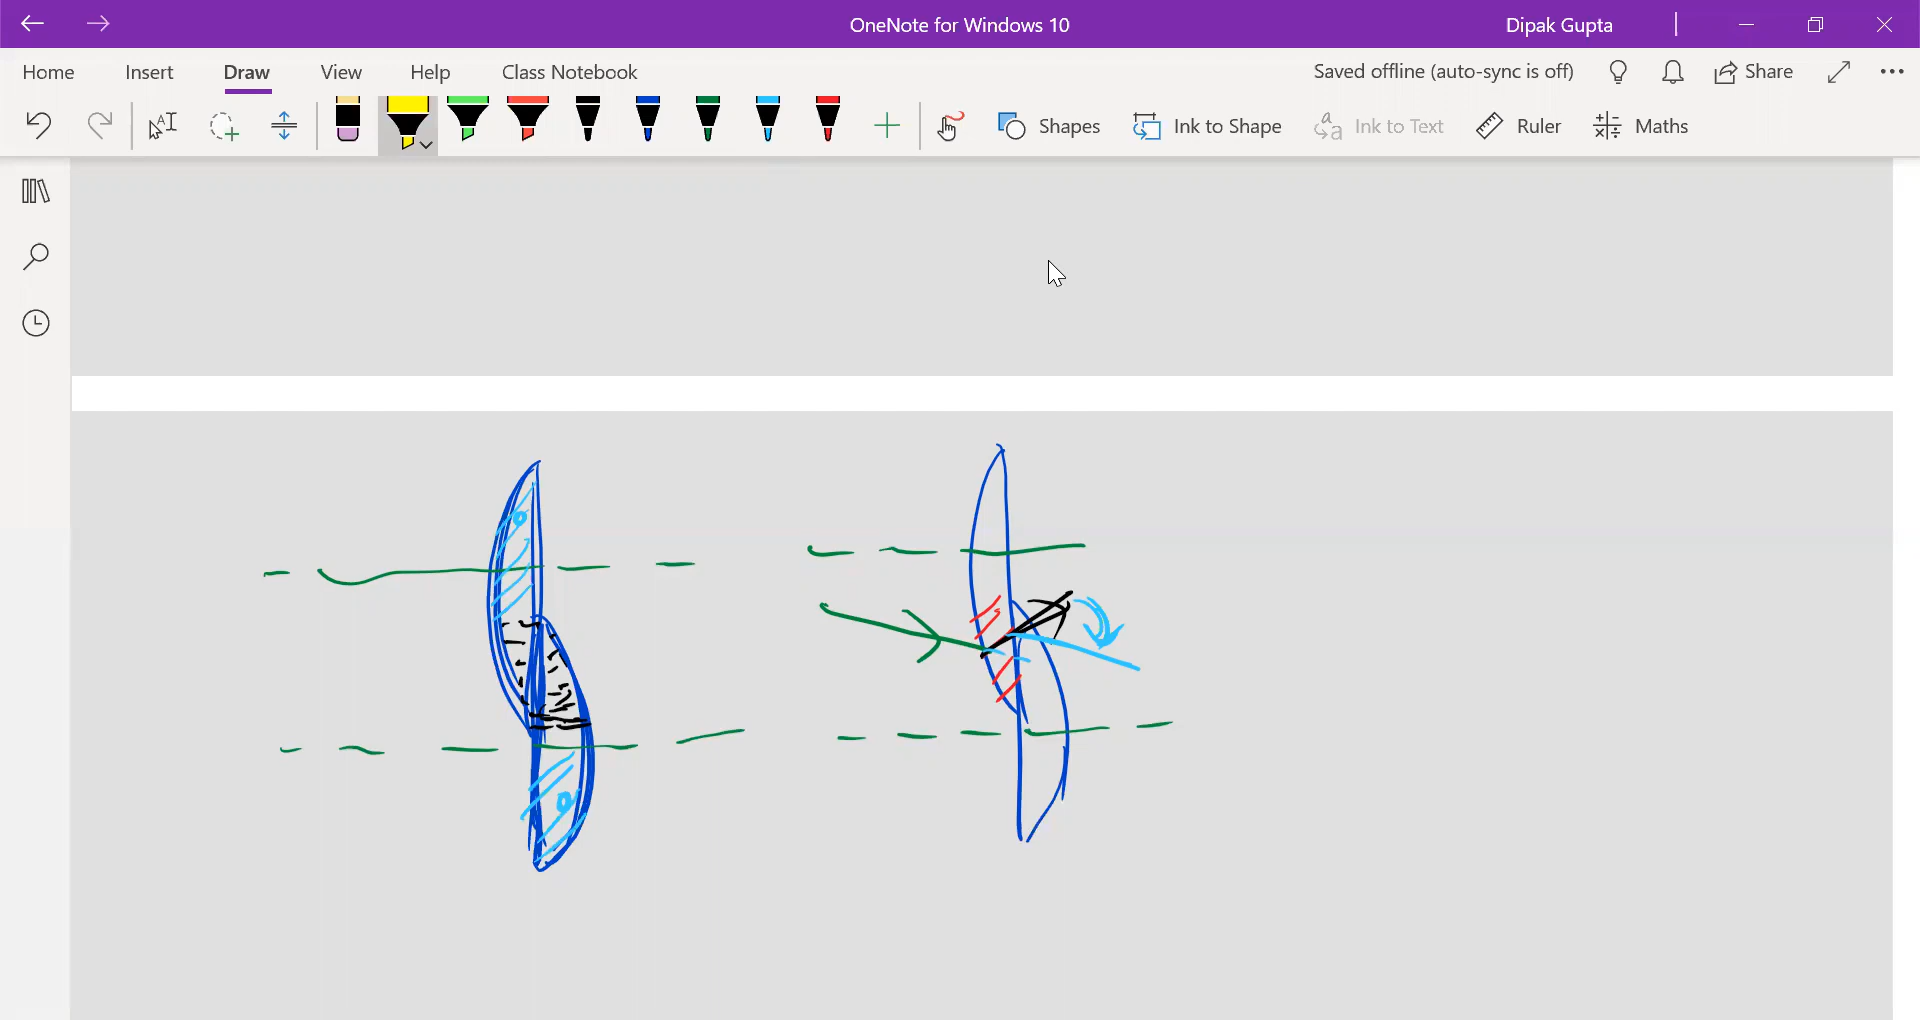 OneNote for Windows 10
Dipak Gupta
Home Insert Draw View Help Class Notebook
Saved offline (auto-sync is off) Share
Shapes Ink to Shape Ink to Text Ruler Maths